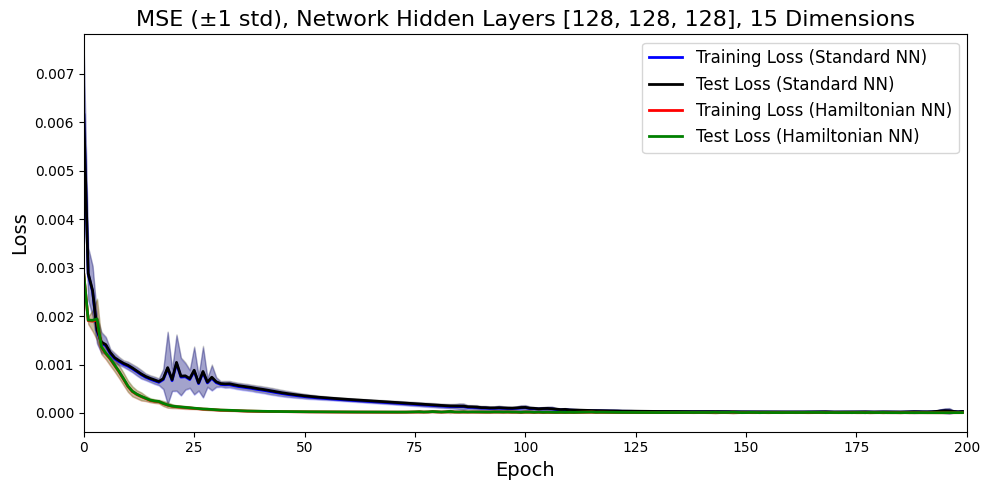 MSE (±1 std), Network Hidden Layers [128, 128, 128], 15 Dimensions
Training Loss (Standard NN)
Test Loss (Standard NN)
Training Loss (Hamiltonian NN)
Test Loss (Hamiltonian NN)
Loss
0.007
0.006
0.005
0.004
0.003
0.002
0.001
0.000
0 25 50 75 100 125 150 175 200
Epoch